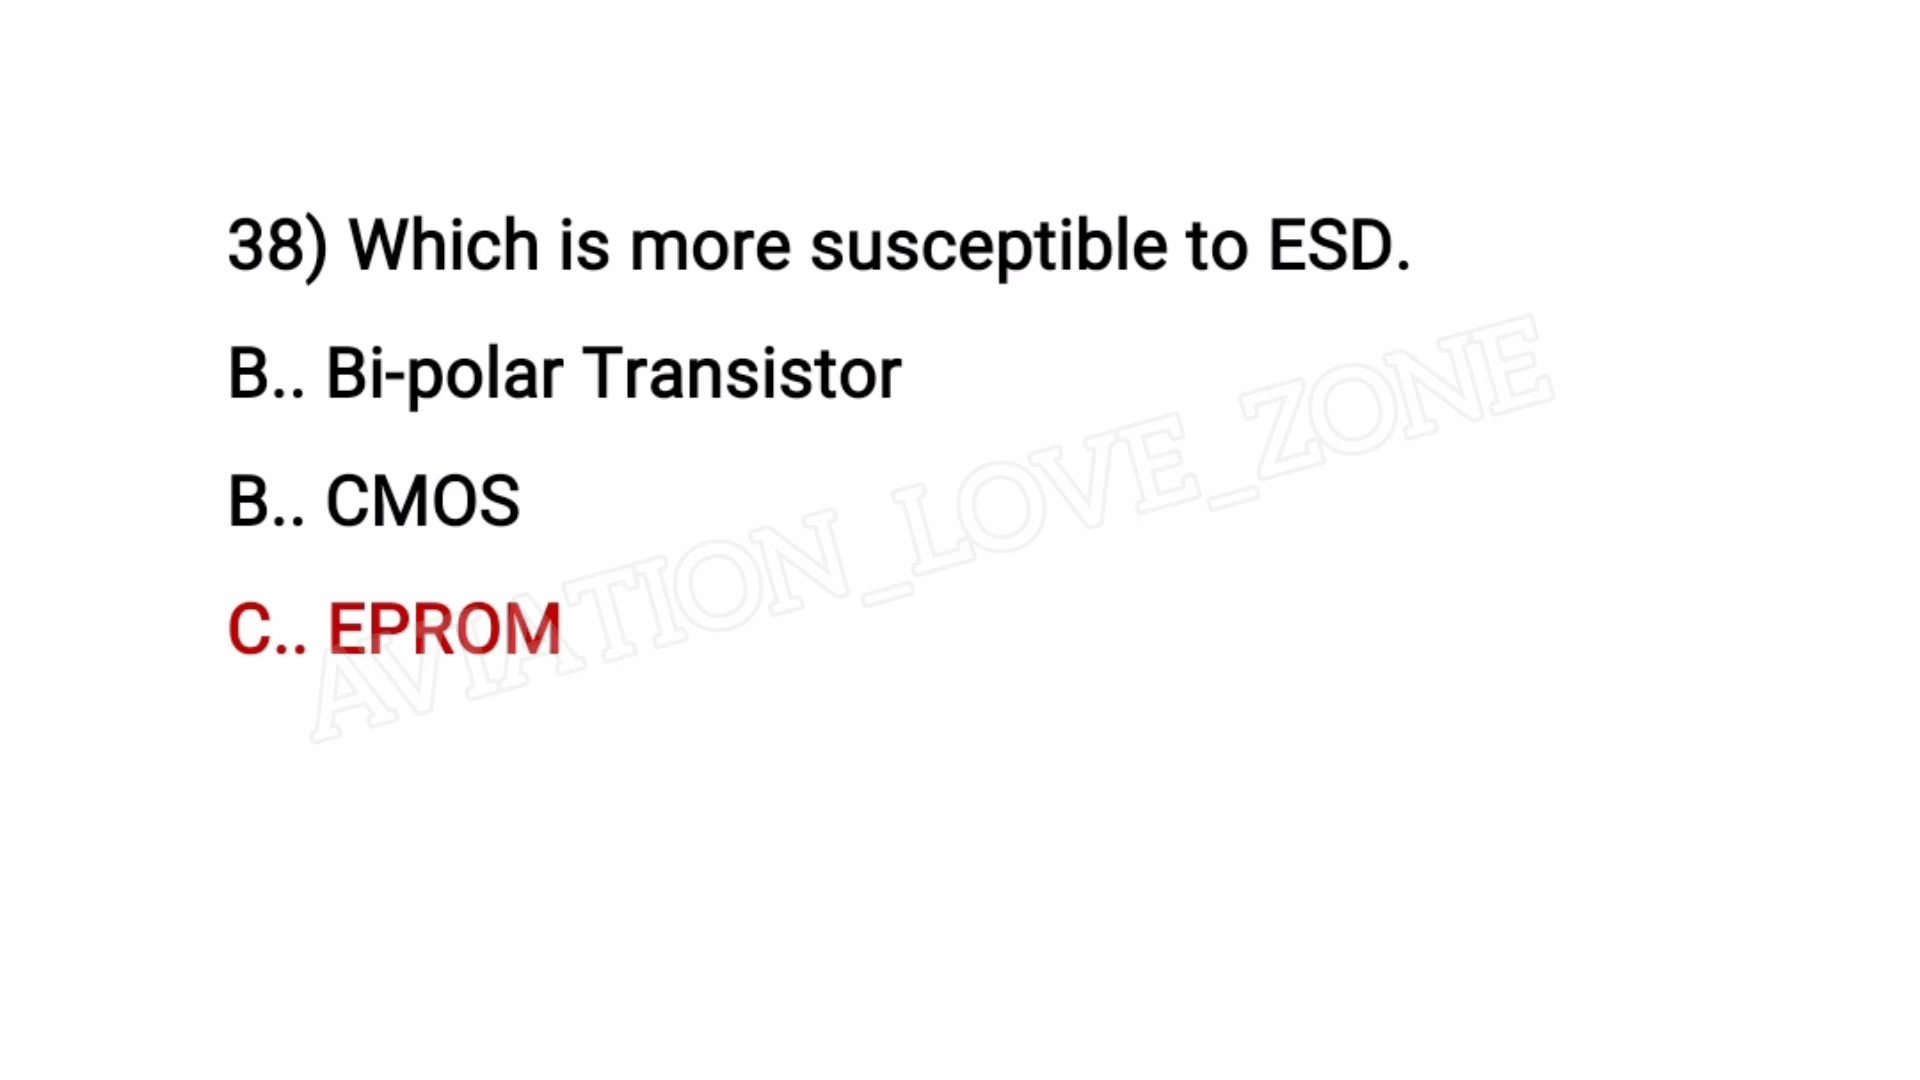 38) Which is more susceptible to ESD.
B.. Bi-polar Transistor
B.. CMOS
C.. EPROM
AVIATION_LOVE_ZONE